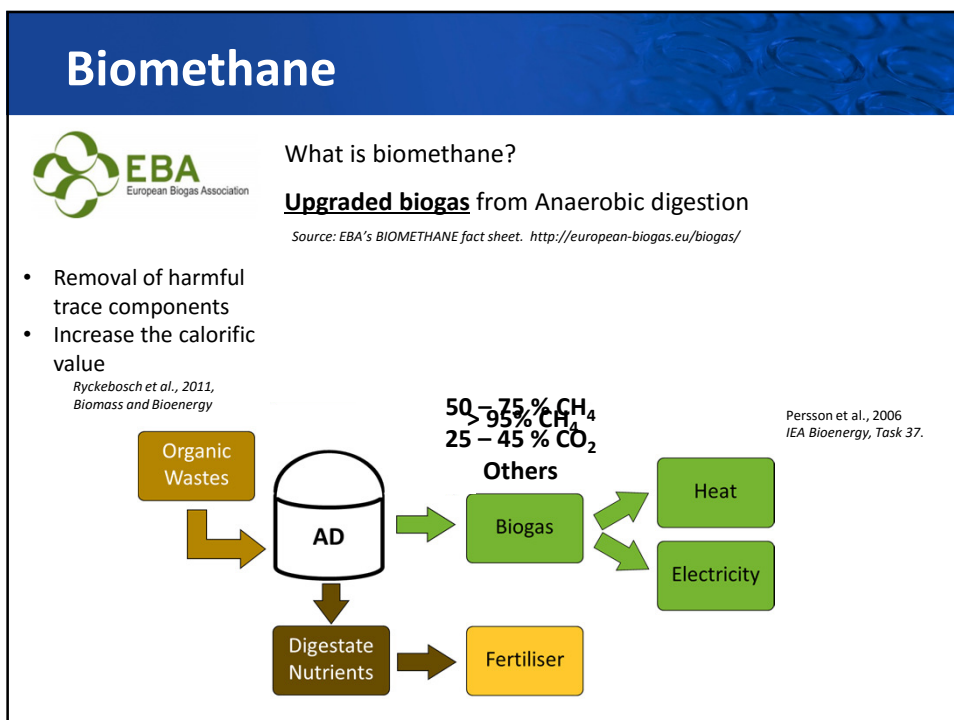 Biomethane
EBA
European Biogas Association
What is biomethane?
Upgraded biogas from Anaerobic digestion
Source: EBA's BIOMETHANE fact sheet. http://european-biogas.eu/biogas/
• Removal of harmful
trace components
• Increase the calorific
value
Ryckebosch et al., 2011,
Biomass and Bioenergy
50 – 75 % CH₄
> 95% CH₄
25 – 45 % CO₂
Others
Persson et al., 2006
IEA Bioenergy, Task 37.
Organic
Wastes
AD
Biogas
Heat
Electricity
Digestate
Nutrients
Fertiliser